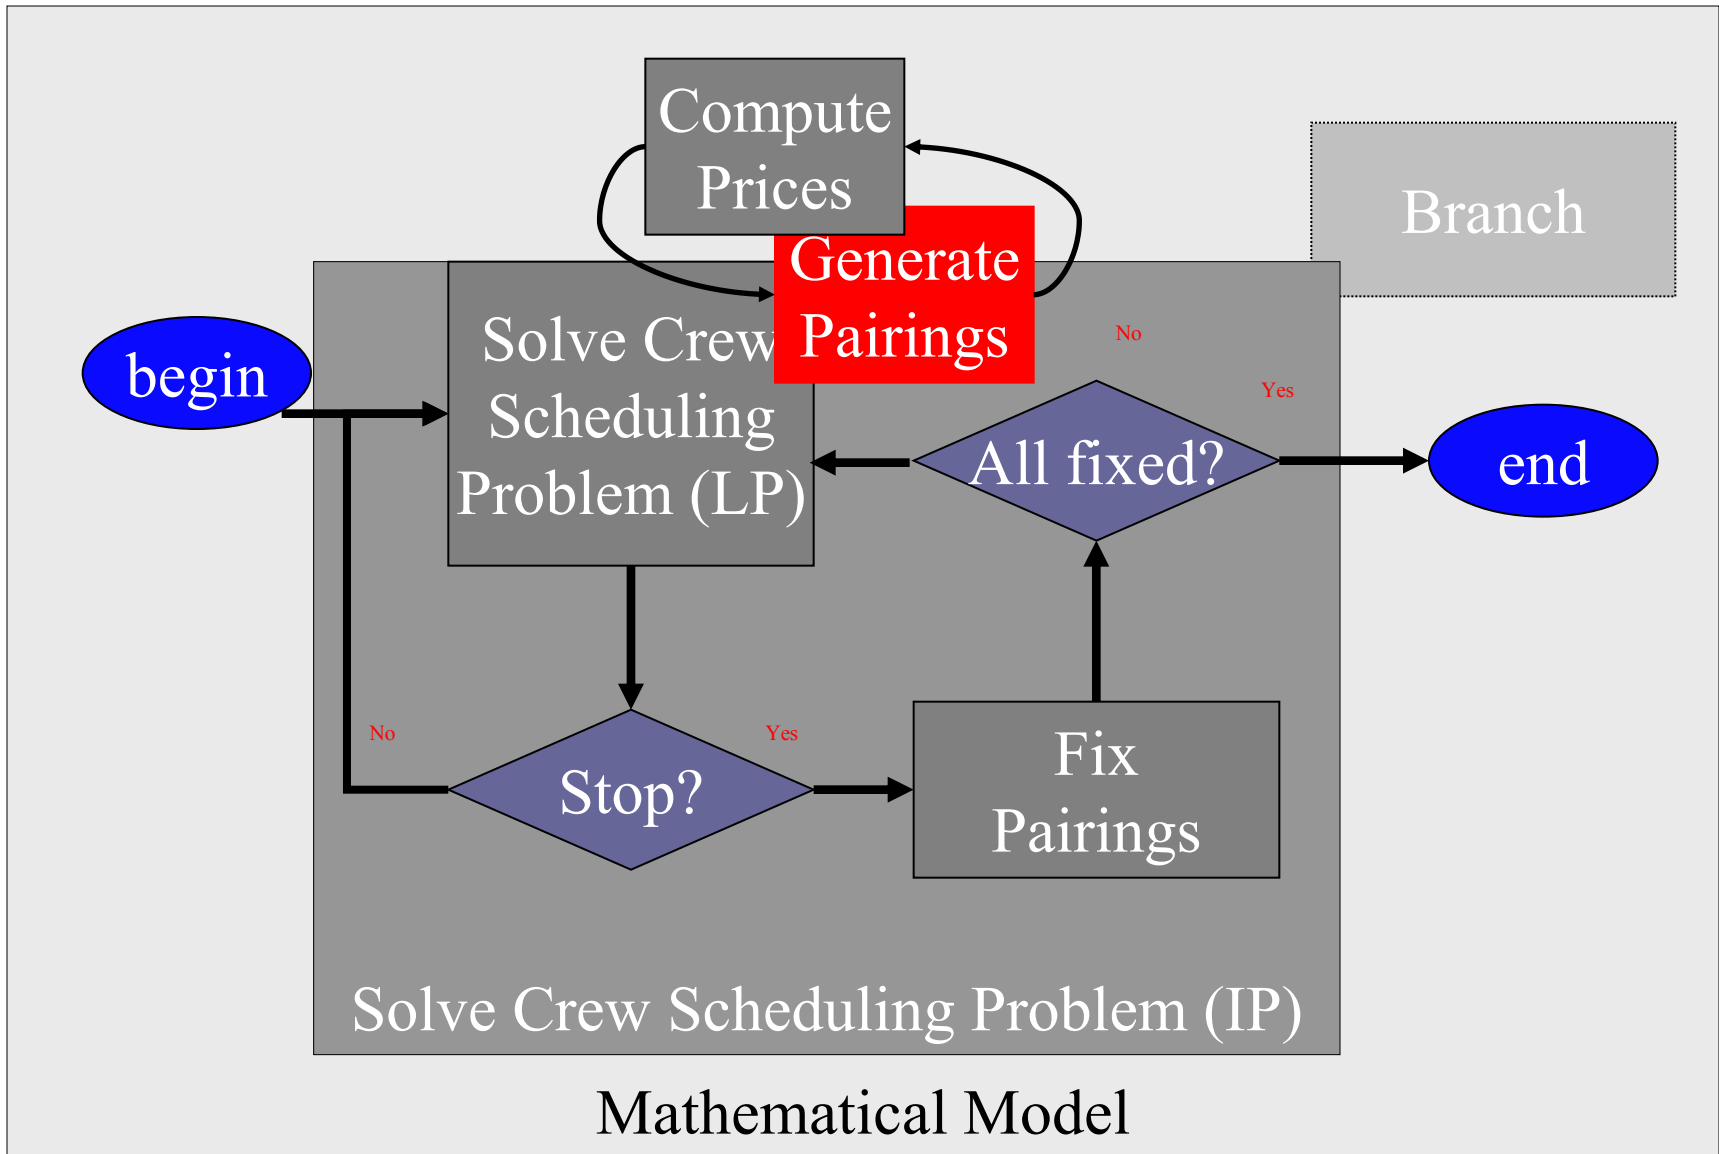 Compute
Prices
Branch
Generate
Pairings
No
Solve Crew
Scheduling
Problem (LP)
begin
Yes
All fixed?
end
No
Yes
Stop?
Fix
Pairings
Solve Crew Scheduling Problem (IP)
Mathematical Model